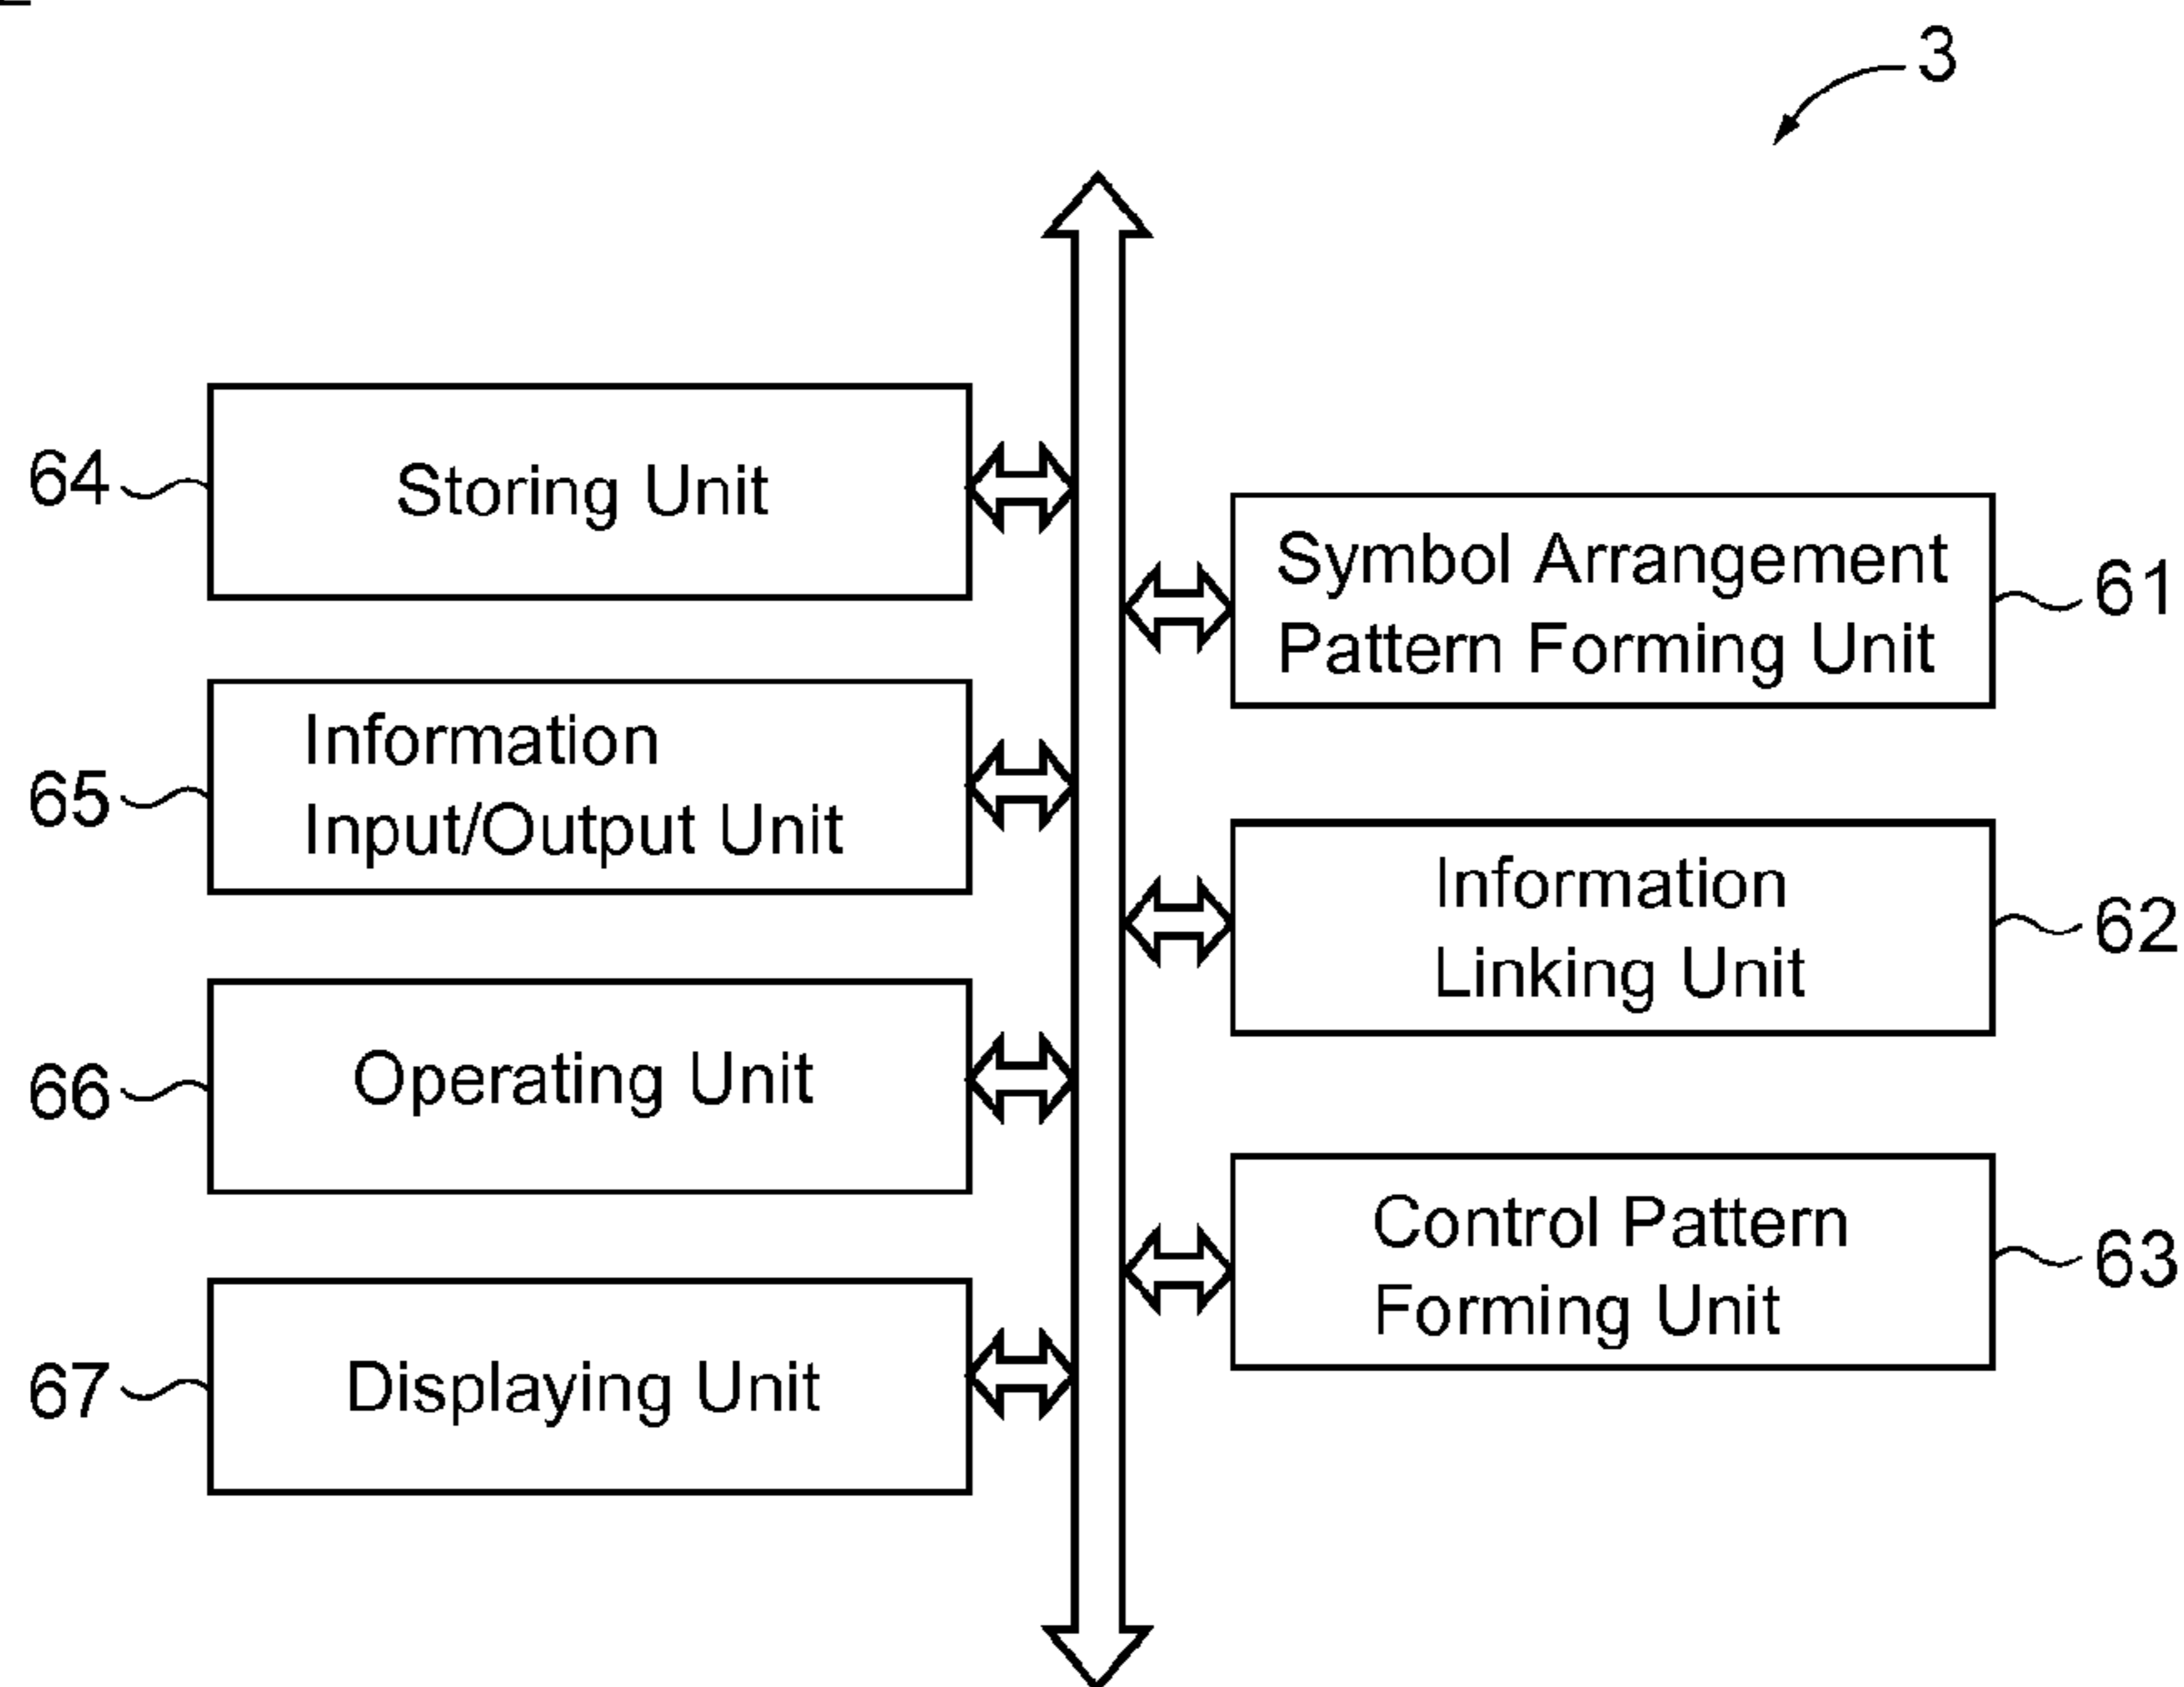 3
64
Storing Unit
Symbol Arrangement
Pattern Forming Unit
61
65
Information
Input/Output Unit
Information
Linking Unit
62
66
Operating Unit
Control Pattern
Forming Unit
63
67
Displaying Unit